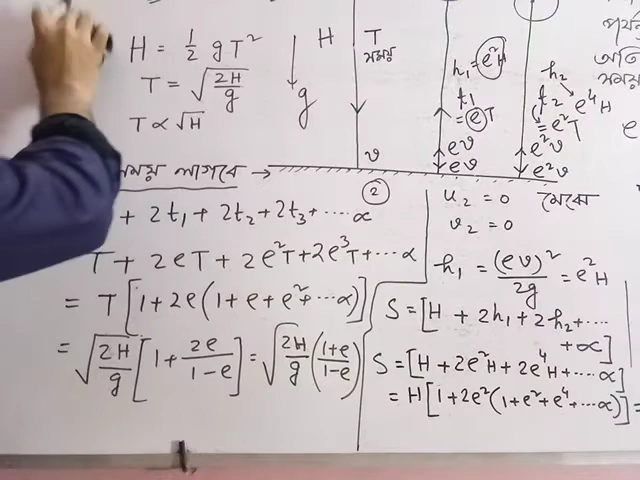 H = 1/2 gT²
T = √(2H/g)
T ∝ √H
g
H
T
সময়
v
h₁ = e²H
t₁
= eT
ev
ev
h₂
e⁴H
t₂
= e²T
e²v
e²v
e
সময় লাগবে →
②
+ 2t₁ + 2t₂ + 2t₃ + .... ∝
T + 2eT + 2e²T + 2e³T + ... ∝
= T[1 + 2e(1 + e + e² + ... ∝)]
= √(2H/g) [1 + 2e/(1-e)] = √(2H/g) ((1+e)/(1-e))
u₂ = 0 মেঝে
v₂ = 0
h₁ = (ev)²/2g = e²H
S = [H + 2h₁ + 2h₂ + ....
+ ∝]
S = [H + 2e²H + 2e⁴H + .... ∝]
= H[1 + 2e²(1 + e² + e⁴ + ... ∝)] =